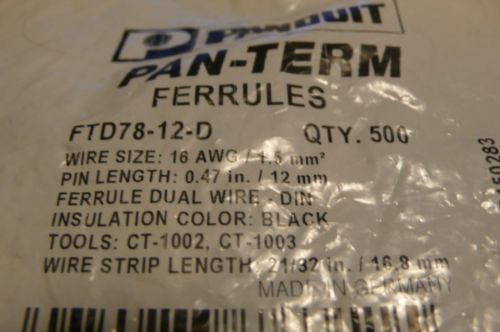 PANDUIT
PAN-TERM
FERRULES
FTD78-12-D QTY. 500
WIRE SIZE: 16 AWG / 1.5 mm²
PIN LENGTH: 0.47 in. / 12 mm
FERRULE DUAL WIRE - DIN
INSULATION COLOR: BLACK
TOOLS: CT-1002, CT-1003
WIRE STRIP LENGTH: 21/32 in. / 16.8 mm
MADE IN GERMANY